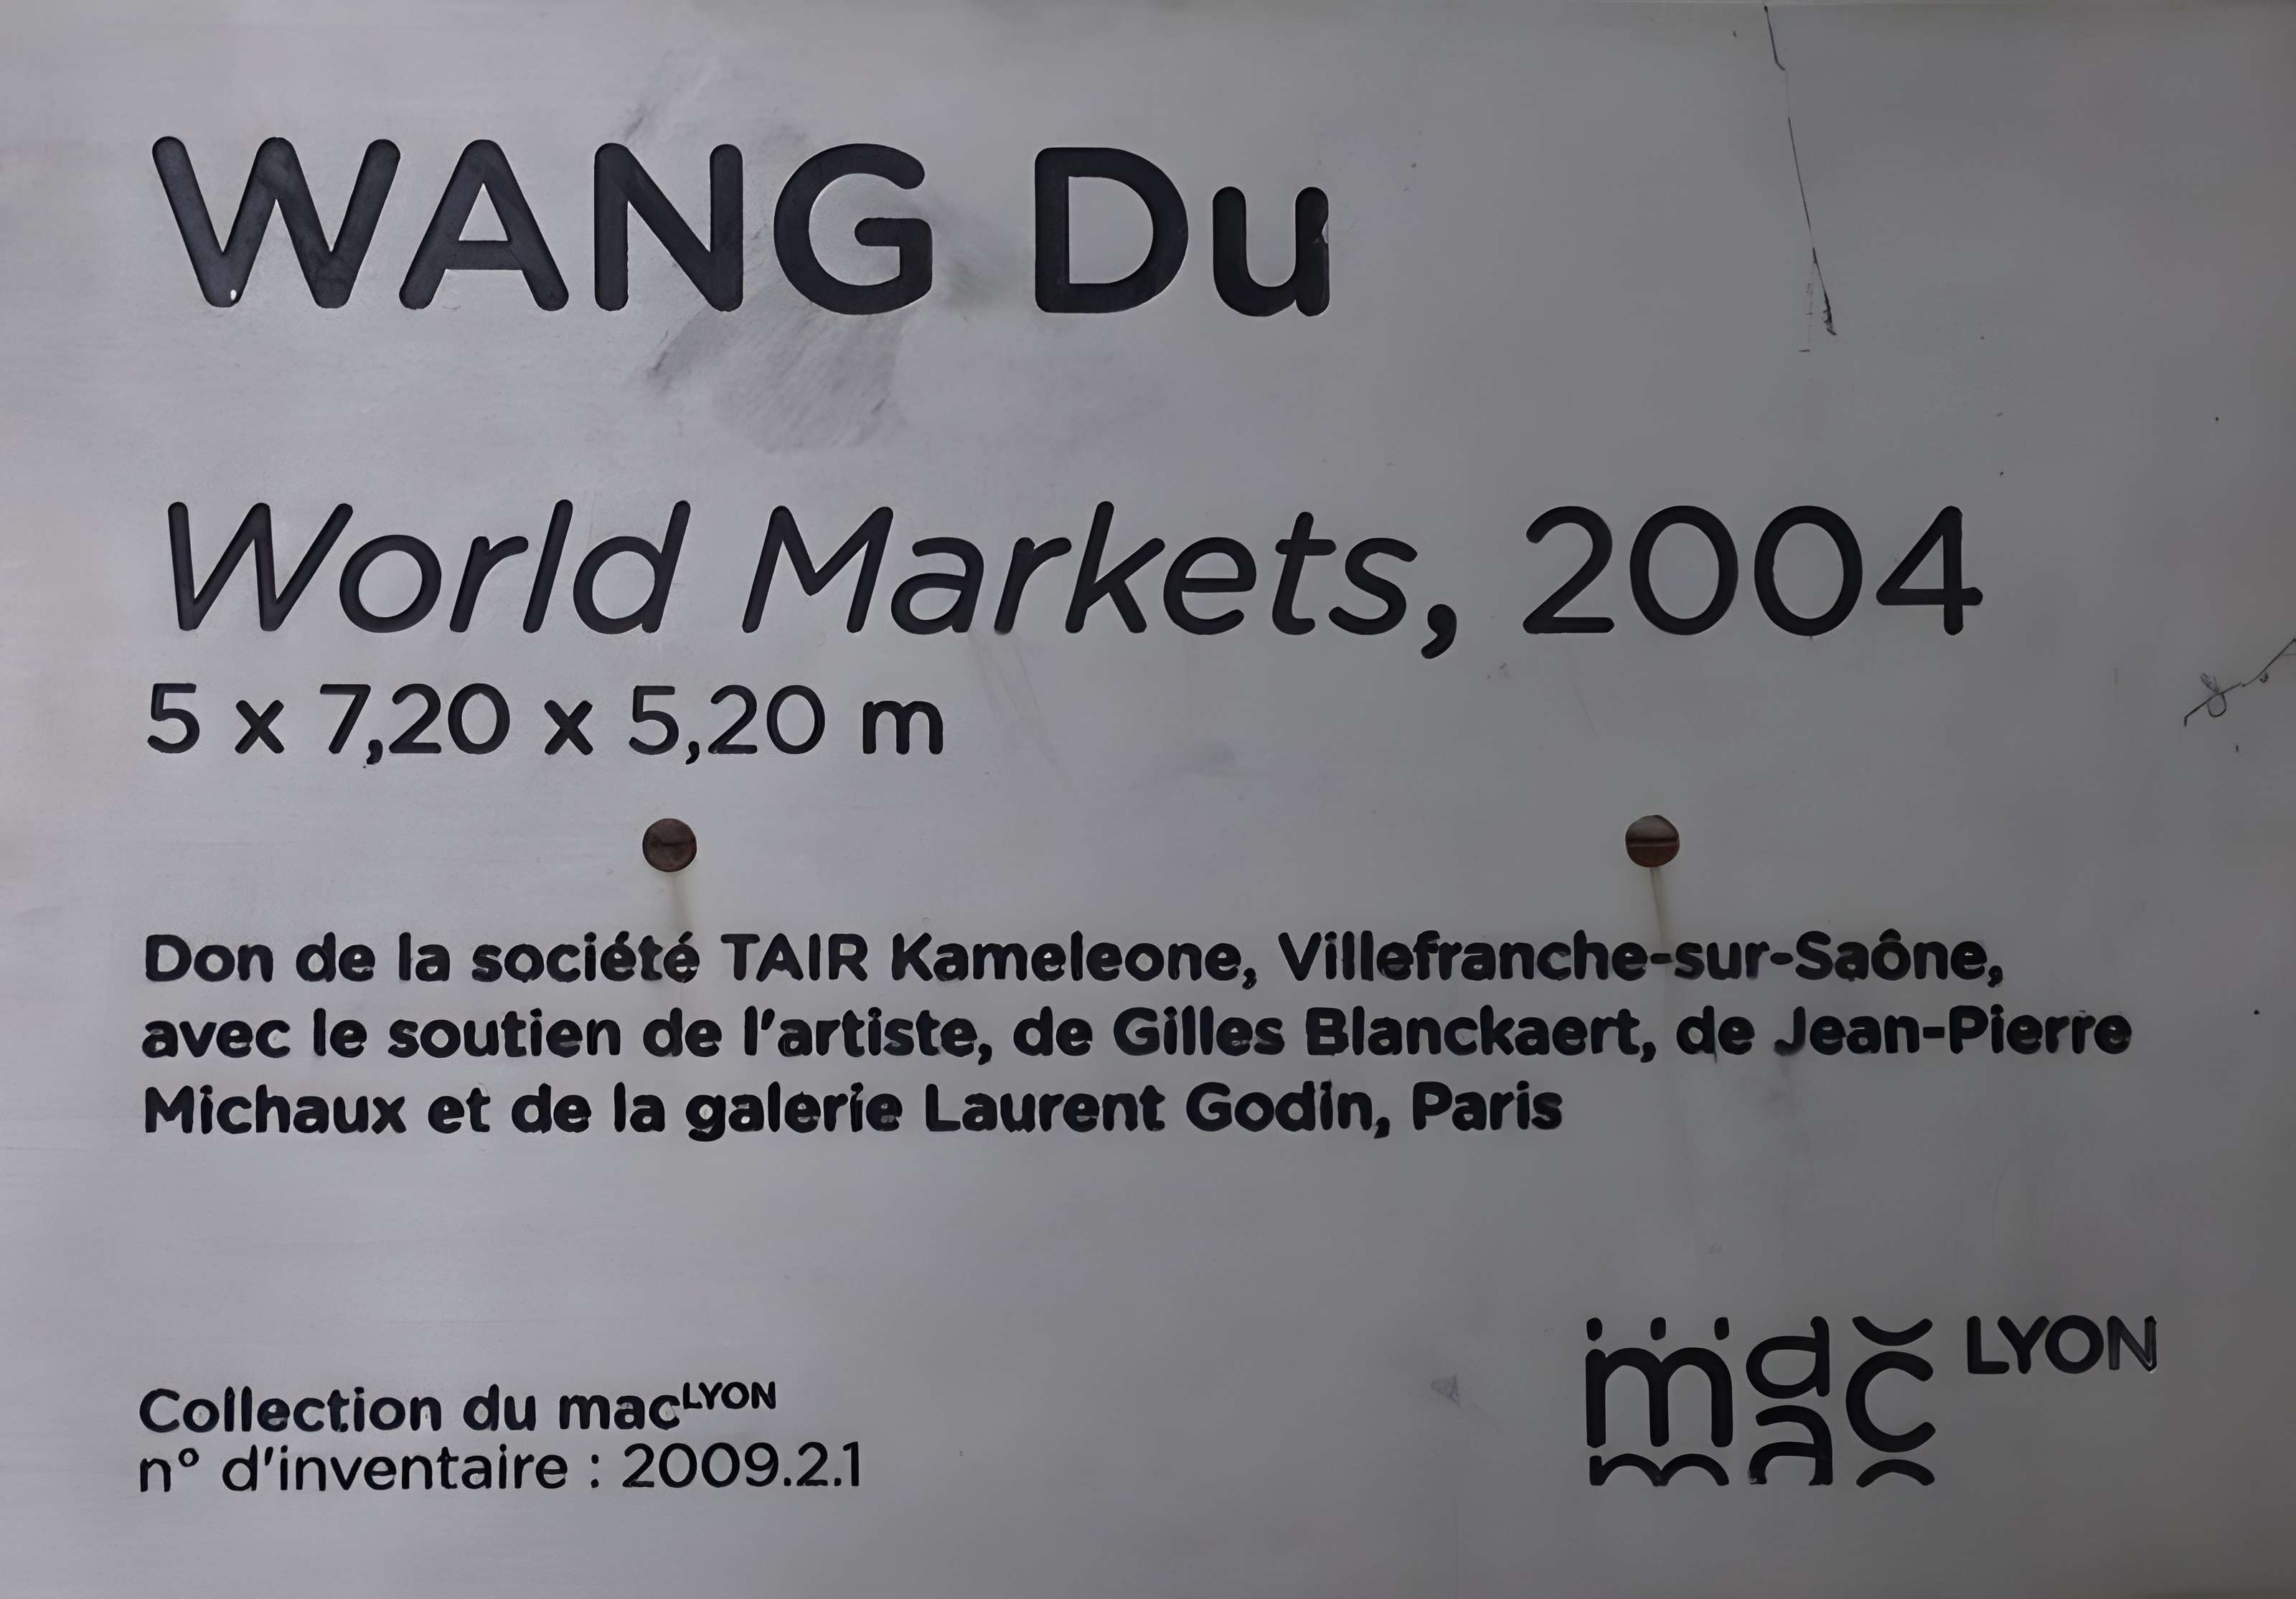 WANG Du
World Markets, 2004
5 x 7,20 x 5,20 m
Don de la société TAIR Kameleone, Villefranche-sur-Saône,
avec le soutien de l'artiste, de Gilles Blanckaert, de Jean-Pierre
Michaux et de la galerie Laurent Godin, Paris
Collection du macLYON
n° d'inventaire : 2009.2.1
mac LYON